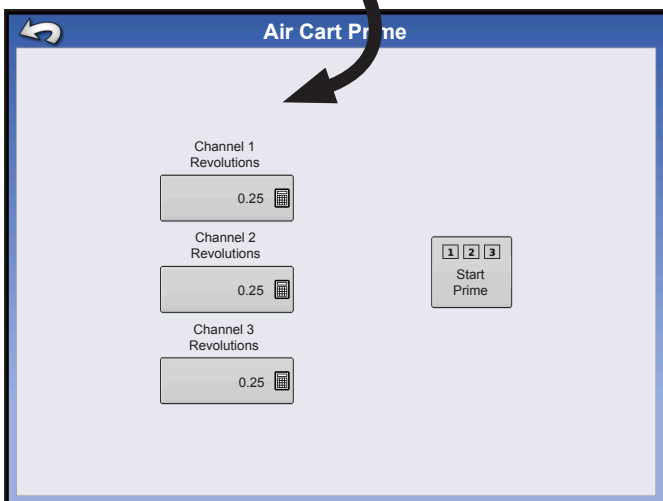 Air Cart Prime
Channel 1
Revolutions
0.25
Channel 2
Revolutions
0.25
Channel 3
Revolutions
0.25
1 2 3
Start
Prime